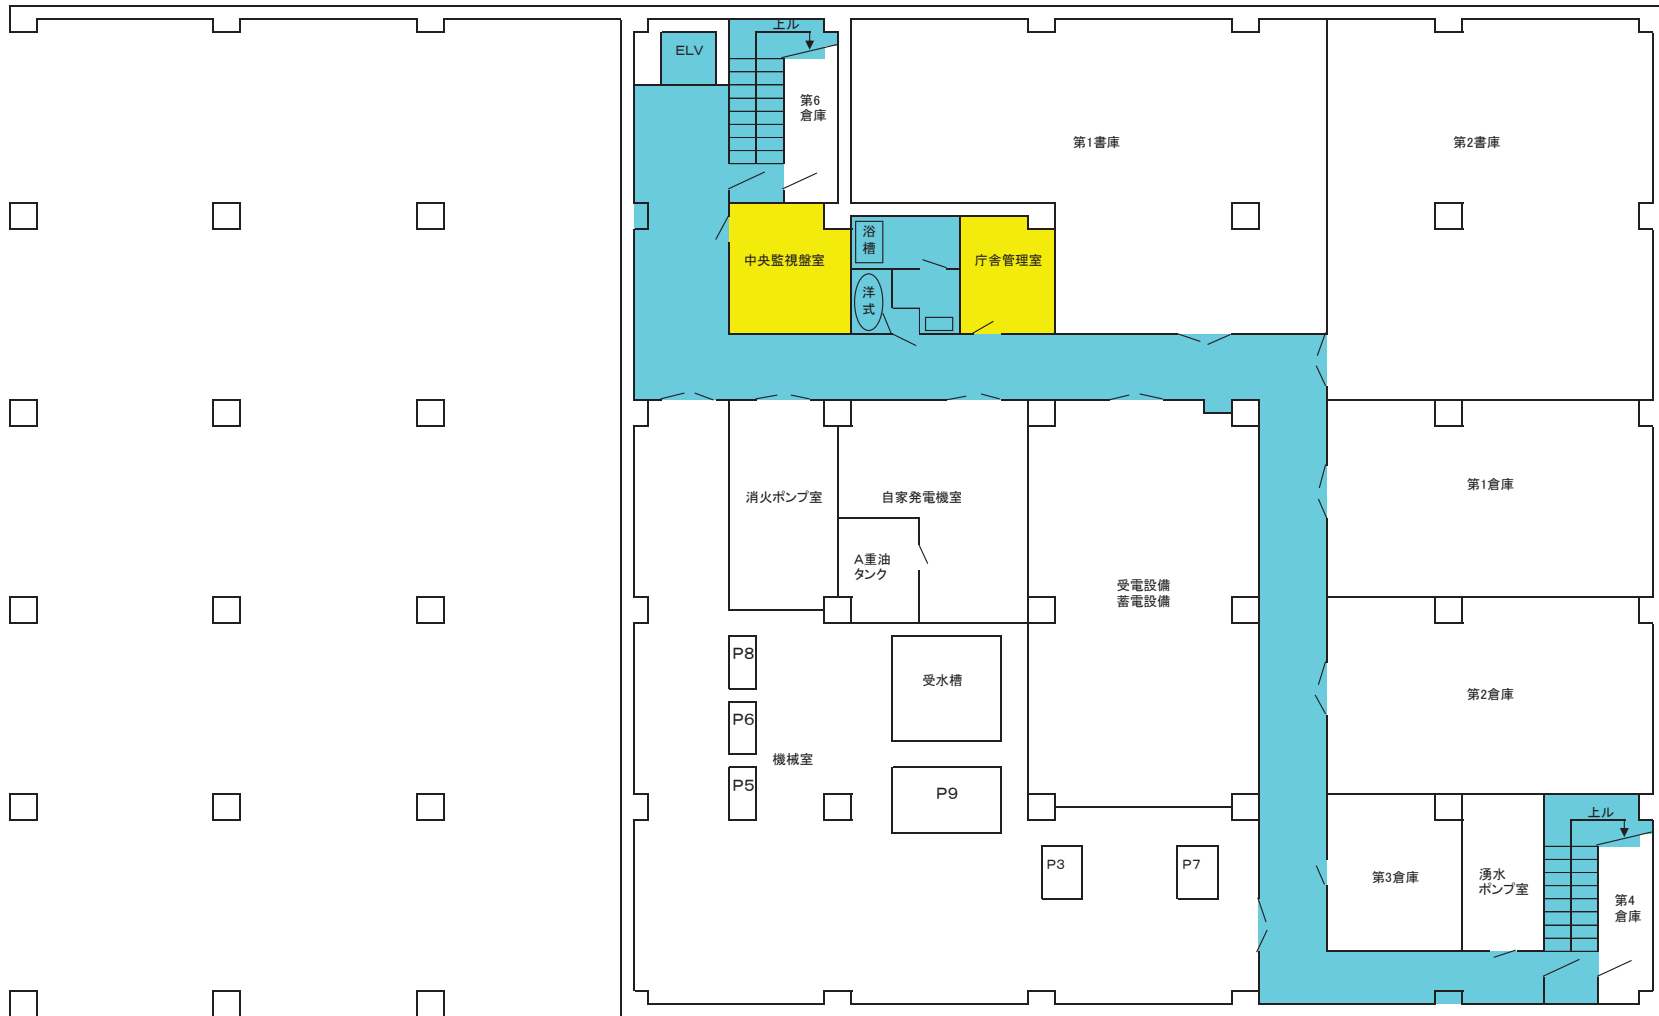 上ル
ELV
第6
倉庫
第1書庫
第2書庫
浴
槽
中央監視盤室
庁舎管理室
洋
式
消火ポンプ室
自家発電機室
第1倉庫
A重油
タンク
受電設備
蓄電設備
P8
受水槽
第2倉庫
P6
機械室
P5
P9
上ル
P3
P7
第3倉庫
湧水
ポンプ室
第4
倉庫